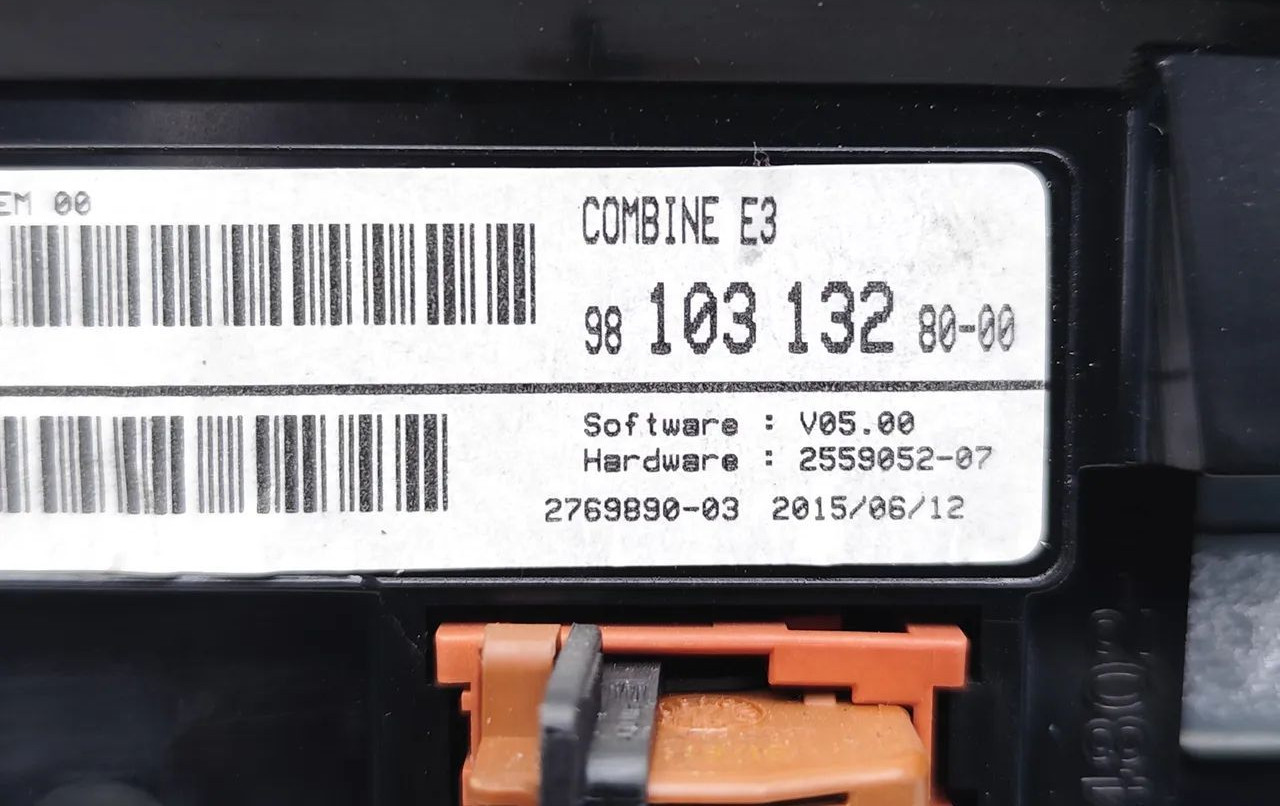 EM 00
COMBINE E3
98 103 132 80-00
Software : V05.00
Hardware : 2559052-07
2769890-03 2015/06/12